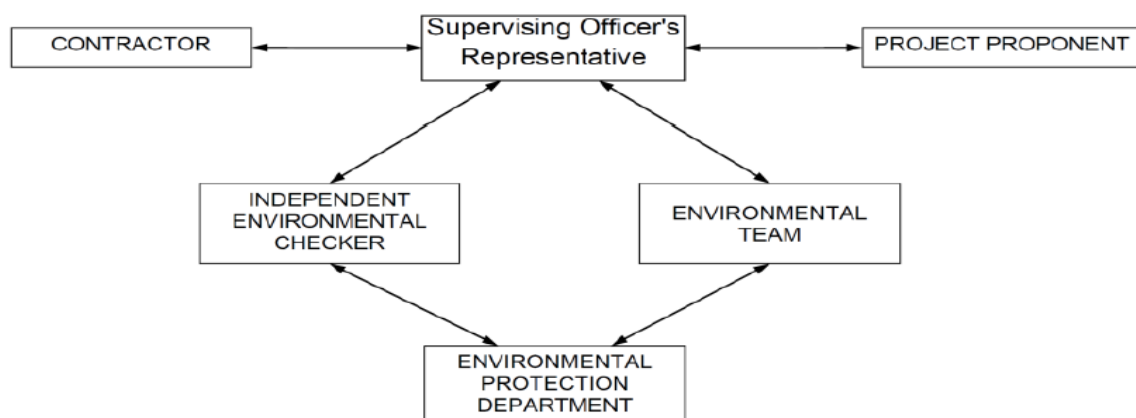 CONTRACTOR
Supervising Officer's
Representative
PROJECT PROPONENT
INDEPENDENT
ENVIRONMENTAL
CHECKER
ENVIRONMENTAL
TEAM
ENVIRONMENTAL
PROTECTION
DEPARTMENT